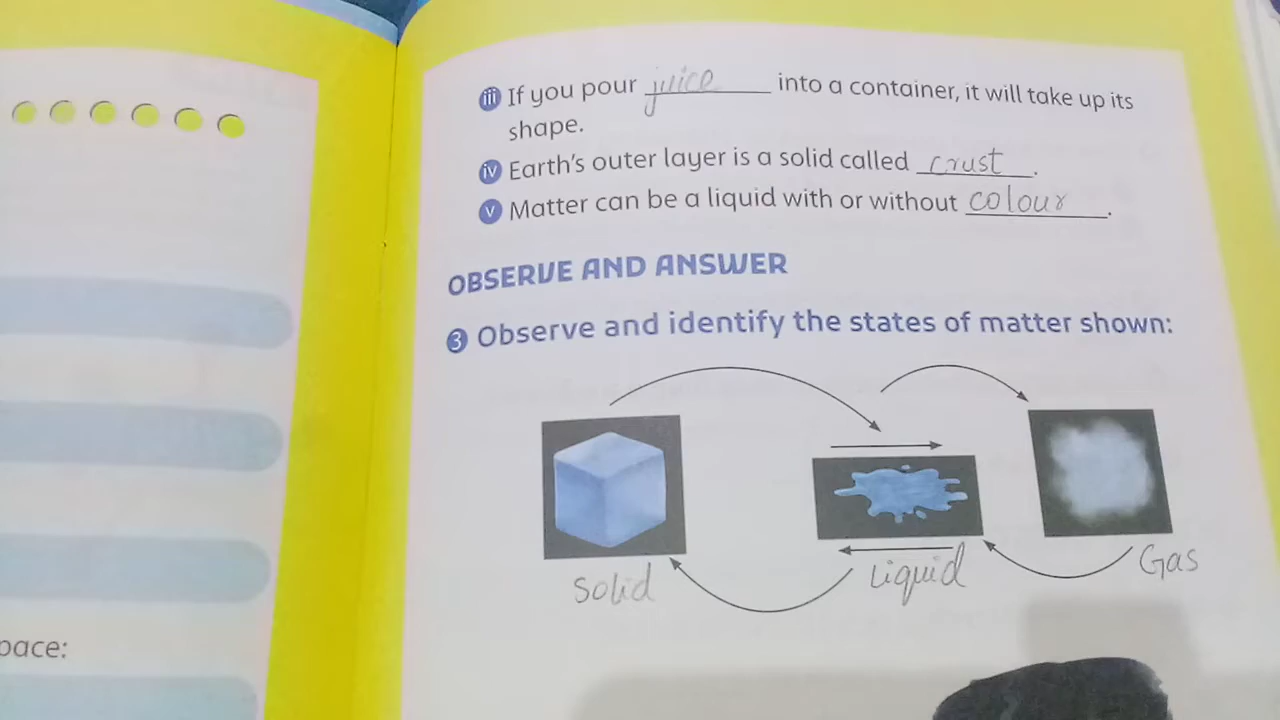 iii If you pour juice into a container, it will take up its
shape.
iv Earth's outer layer is a solid called crust.
v Matter can be a liquid with or without colour.
OBSERVE AND ANSWER
3 Observe and identify the states of matter shown:
Solid Liquid Gas
pace: